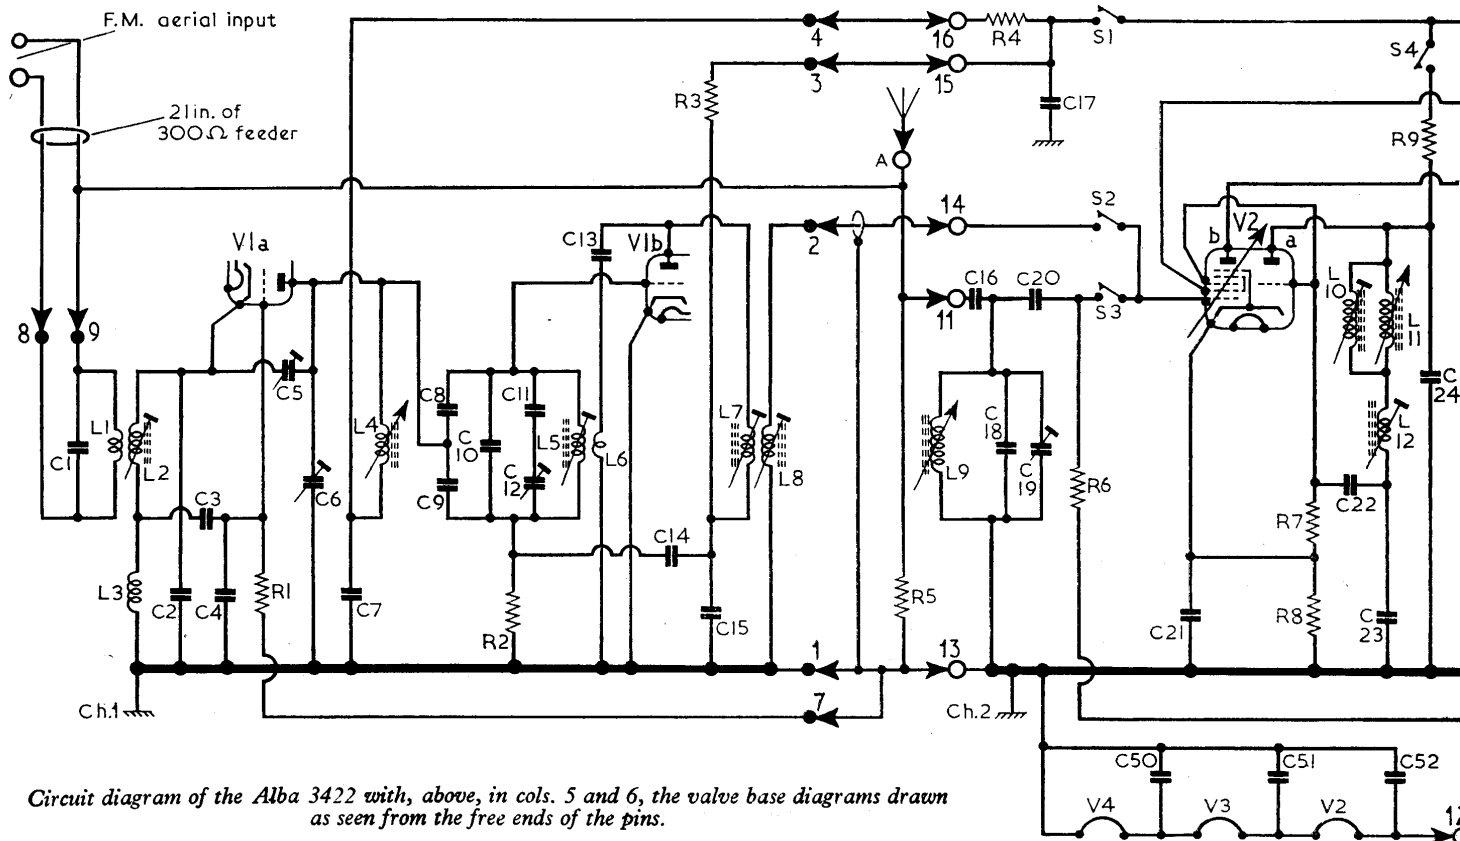 F.M. aerial input
21in. of
300Ω feeder
4
16
R4
S1
S4
3
15
R3
C17
R9
A
S2
14
2
V1a
C13
V1b
b
V2
a
C16
C20
11
S3
L
10
L
11
8
9
C5
C8
C11
C
10
L4
L5
L6
L7
L8
C
18
C
24
L
12
L1
C1
L2
C3
C6
C9
C
12
L9
C
19
R6
C22
R7
C14
L3
C2
C4
R1
C7
R2
C15
R5
C21
R8
C
23
1
13
7
Ch.1
Ch.2
C50
C51
C52
V4
V3
V2
Circuit diagram of the Alba 3422 with, above, in cols. 5 and 6, the valve base diagrams drawn
as seen from the free ends of the pins.